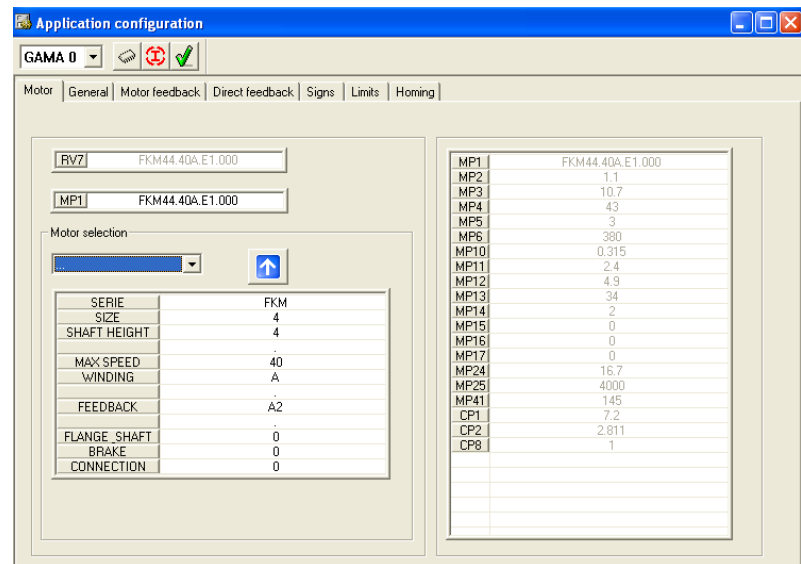 Application configuration
GAMA 0
Motor General Motor feedback Direct feedback Signs Limits Homing
RV7 FKM44.40A.E1.000
MP1 FKM44.40A.E1.000
Motor selection
...
SERIE FKM
SIZE 4
SHAFT HEIGHT 4
.
MAX SPEED 40
WINDING A
.
FEEDBACK A2
.
FLANGE_SHAFT 0
BRAKE 0
CONNECTION 0
MP1 FKM44.40A.E1.000
MP2 1.1
MP3 10.7
MP4 43
MP5 3
MP6 380
MP10 0.315
MP11 2.4
MP12 4.9
MP13 34
MP14 2
MP15 0
MP16 0
MP17 0
MP24 16.7
MP25 4000
MP41 145
CP1 7.2
CP2 2.811
CP8 1